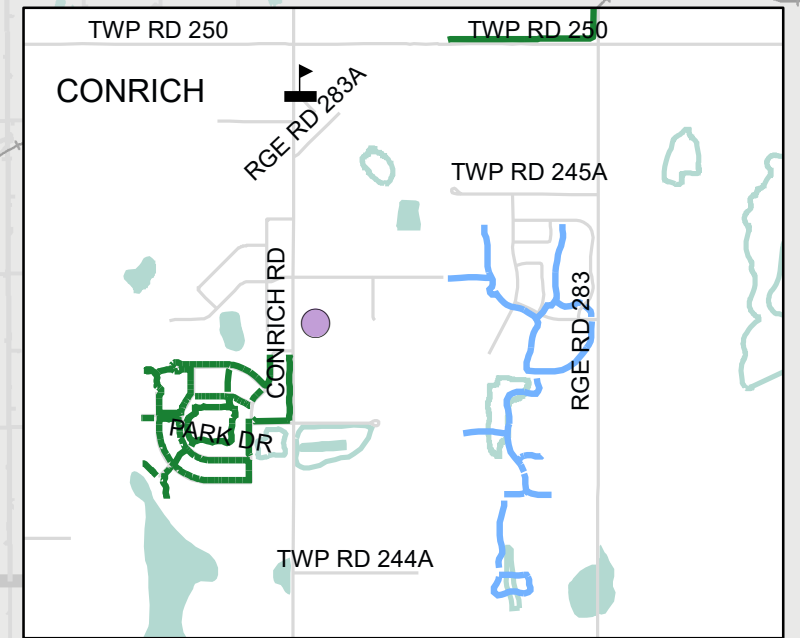 TWP RD 250
TWP RD 250
CONRICH
RGE RD 283A
TWP RD 245A
CONRICH RD
RGE RD 283
PARK DR
TWP RD 244A